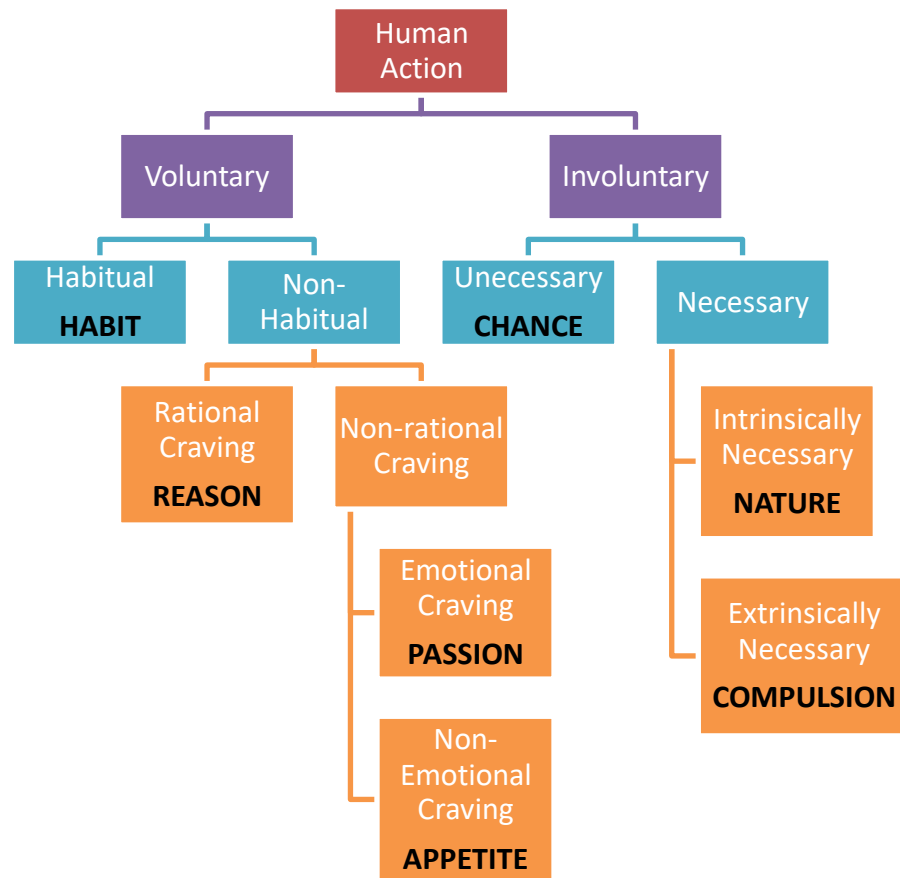 Human
Action
Voluntary
Involuntary
Habitual
HABIT
Non-
Habitual
Unecessary
CHANCE
Necessary
Rational
Craving
REASON
Non-rational
Craving
Intrinsically
Necessary
NATURE
Emotional
Craving
PASSION
Extrinsically
Necessary
COMPULSION
Non-
Emotional
Craving
APPETITE